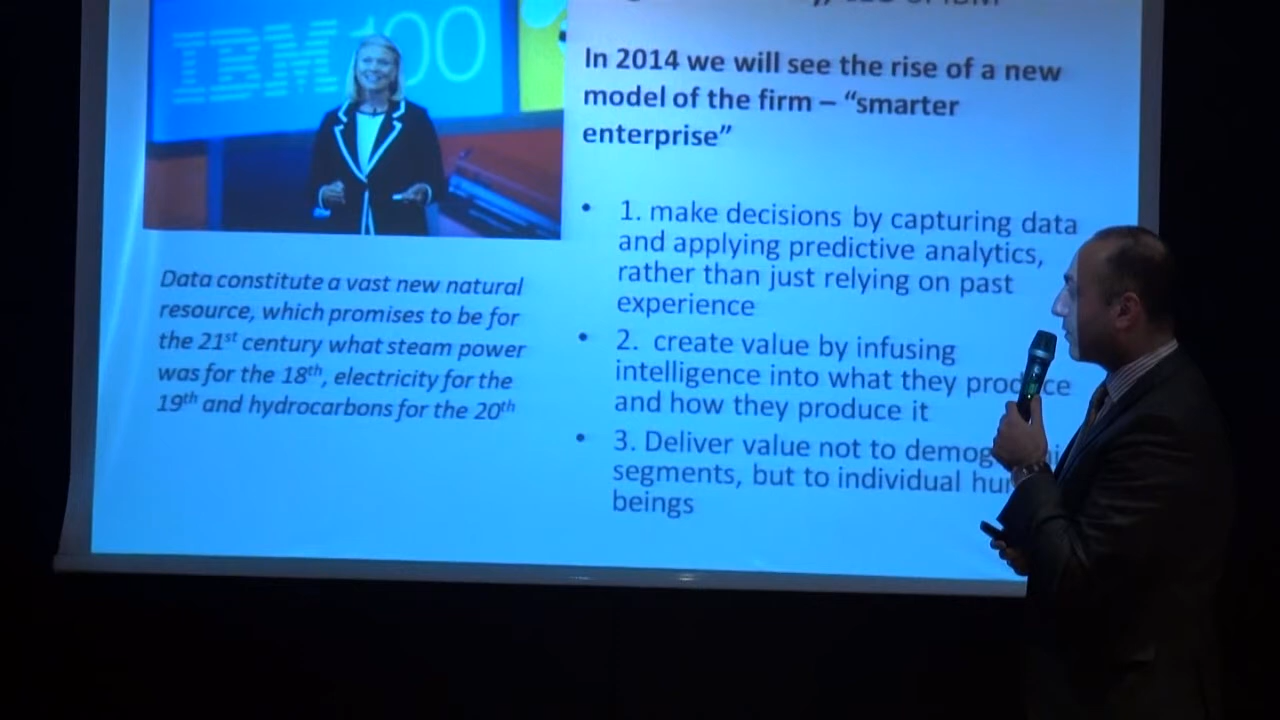 IBM100
CEO of IBM
In 2014 we will see the rise of a new
model of the firm – “smarter
enterprise”
• 1. make decisions by capturing data
and applying predictive analytics,
rather than just relying on past
experience
• 2. create value by infusing
intelligence into what they produce
and how they produce it
• 3. Deliver value not to
segments, but to individual
beings
Data constitute a vast new natural
resource, which promises to be for
the 21st century what steam power
was for the 18th, electricity for the
19th and hydrocarbons for the 20th